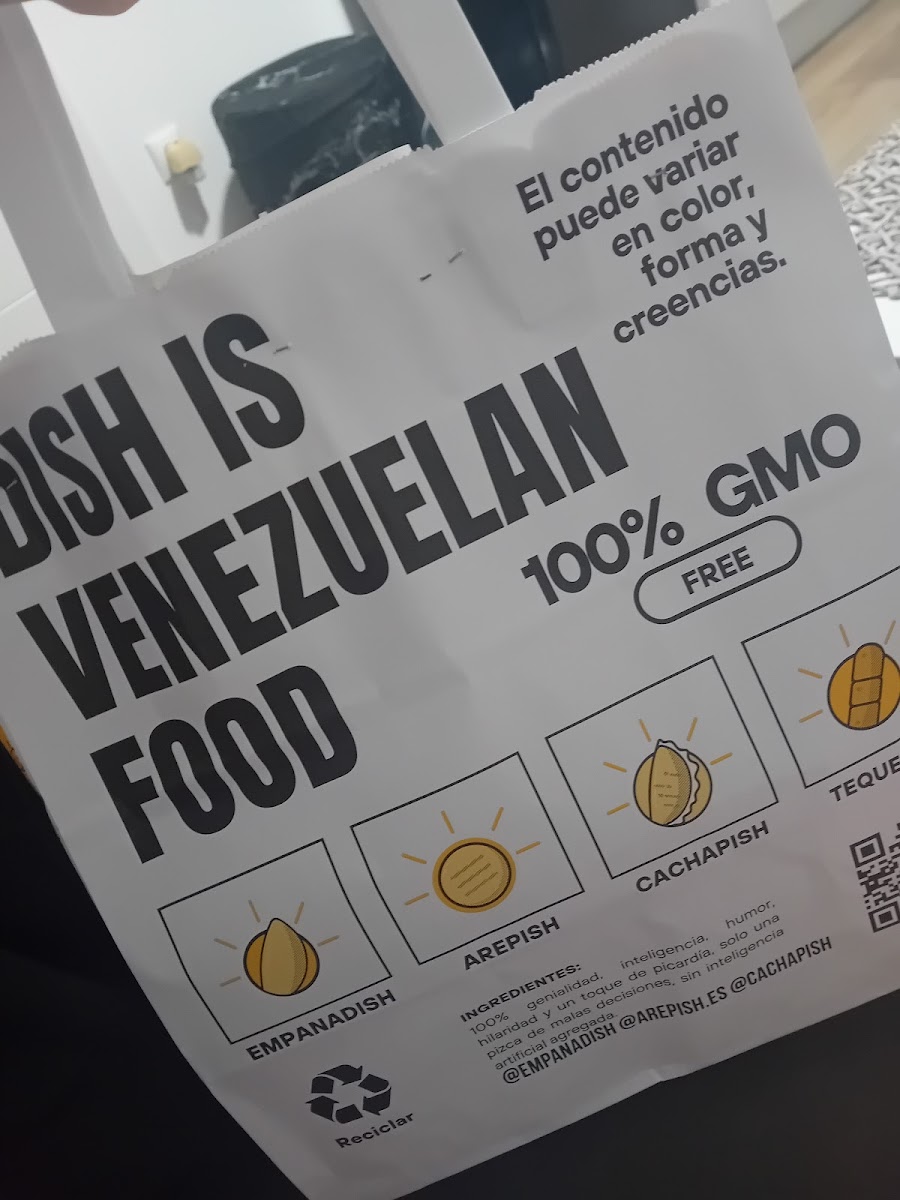 El contenido
puede variar
en color,
forma y
creencias.
DISH IS
VENEZUELAN
FOOD
100% GMO
FREE
EMPANADISH
AREPISH
CACHAPISH
TEQUE
INGREDIENTES:
100% genialidad, inteligencia, humor,
hilaridad y un toque de picardía, solo una
pizca de malas decisiones, sin inteligencia
artificial agregada.
@EMPANADISH @AREPISH.ES @CACHAPISH
Reciclar